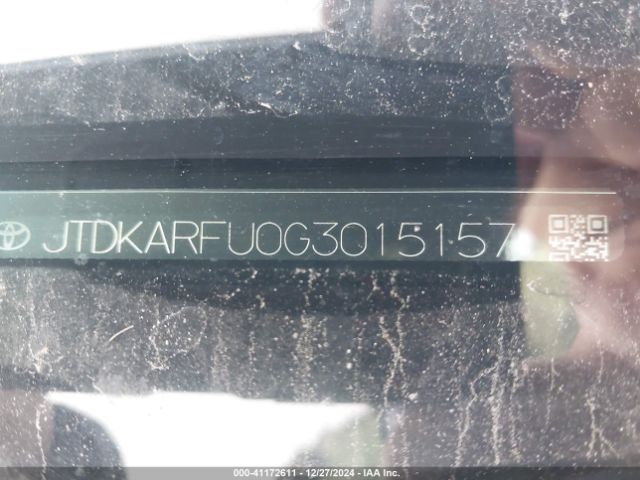 JTDKARFU0G3015157
000-41172611 - 12/27/2024 - IAA Inc.